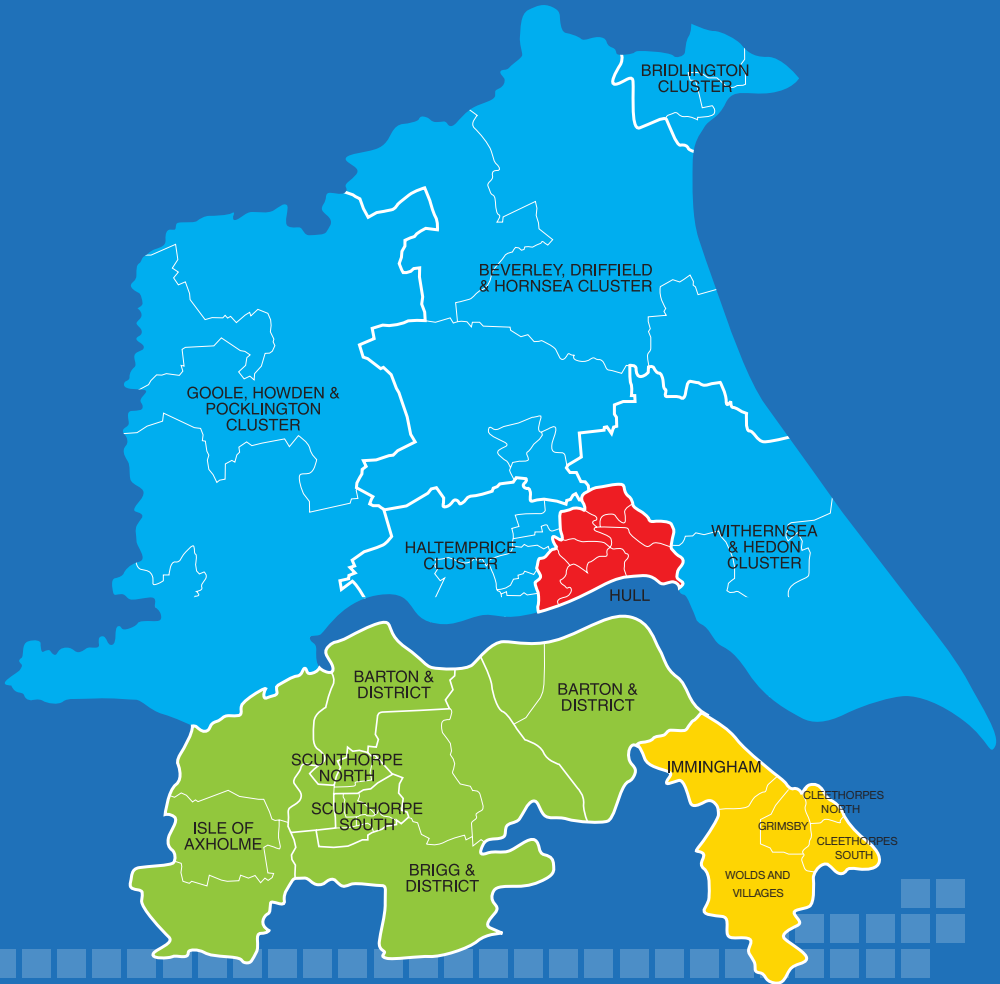 BRIDLINGTON
CLUSTER
BEVERLEY, DRIFFIELD
& HORNSEA CLUSTER
GOOLE, HOWDEN &
POCKLINGTON
CLUSTER
HALTEMPRICE
CLUSTER
WITHERNSEA
& HEDON
CLUSTER
HULL
BARTON &
DISTRICT
BARTON &
DISTRICT
SCUNTHORPE
NORTH
SCUNTHORPE
SOUTH
ISLE OF
AXHOLME
BRIGG &
DISTRICT
IMMINGHAM
CLEETHORPES
NORTH
GRIMSBY
CLEETHORPES
SOUTH
WOLDS AND
VILLAGES